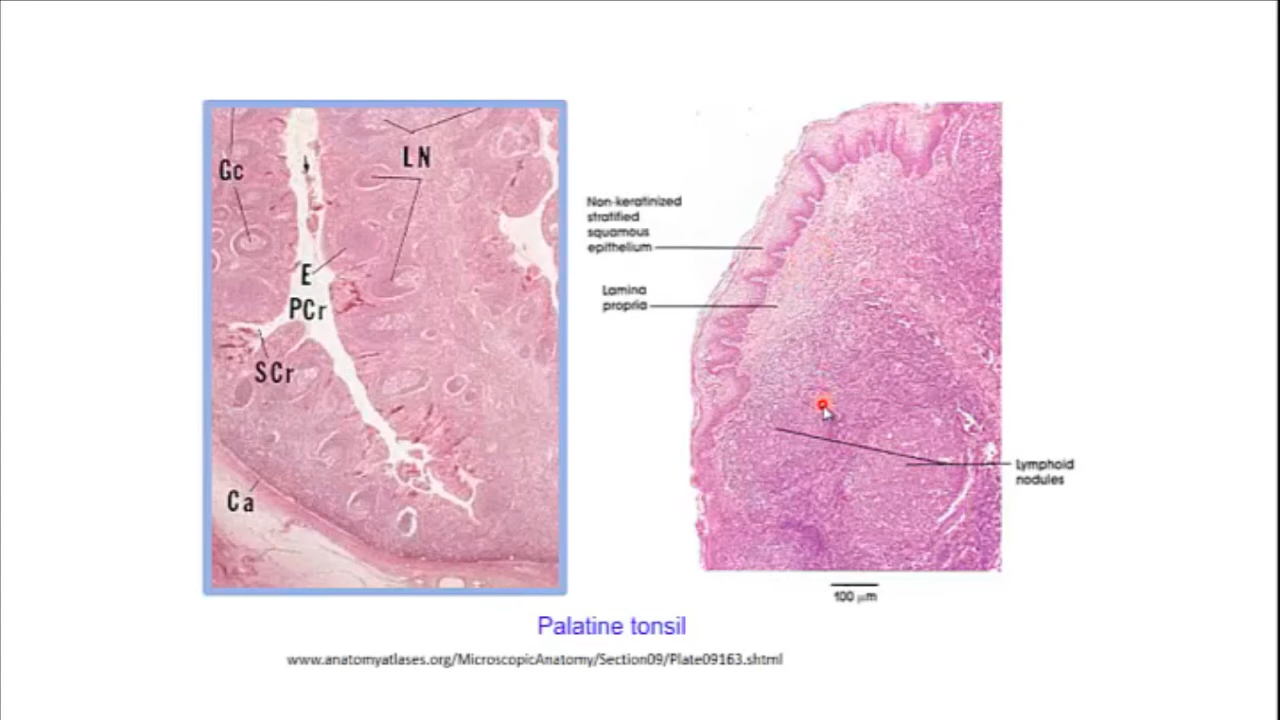 Gc
LN
E
PCr
SCr
Ca
Non-keratinized
stratified
squamous
epithelium
Lamina
propria
Lymphoid
nodules
100 µm
Palatine tonsil
www.anatomyatlases.org/MicroscopicAnatomy/Section09/Plate09163.shtml